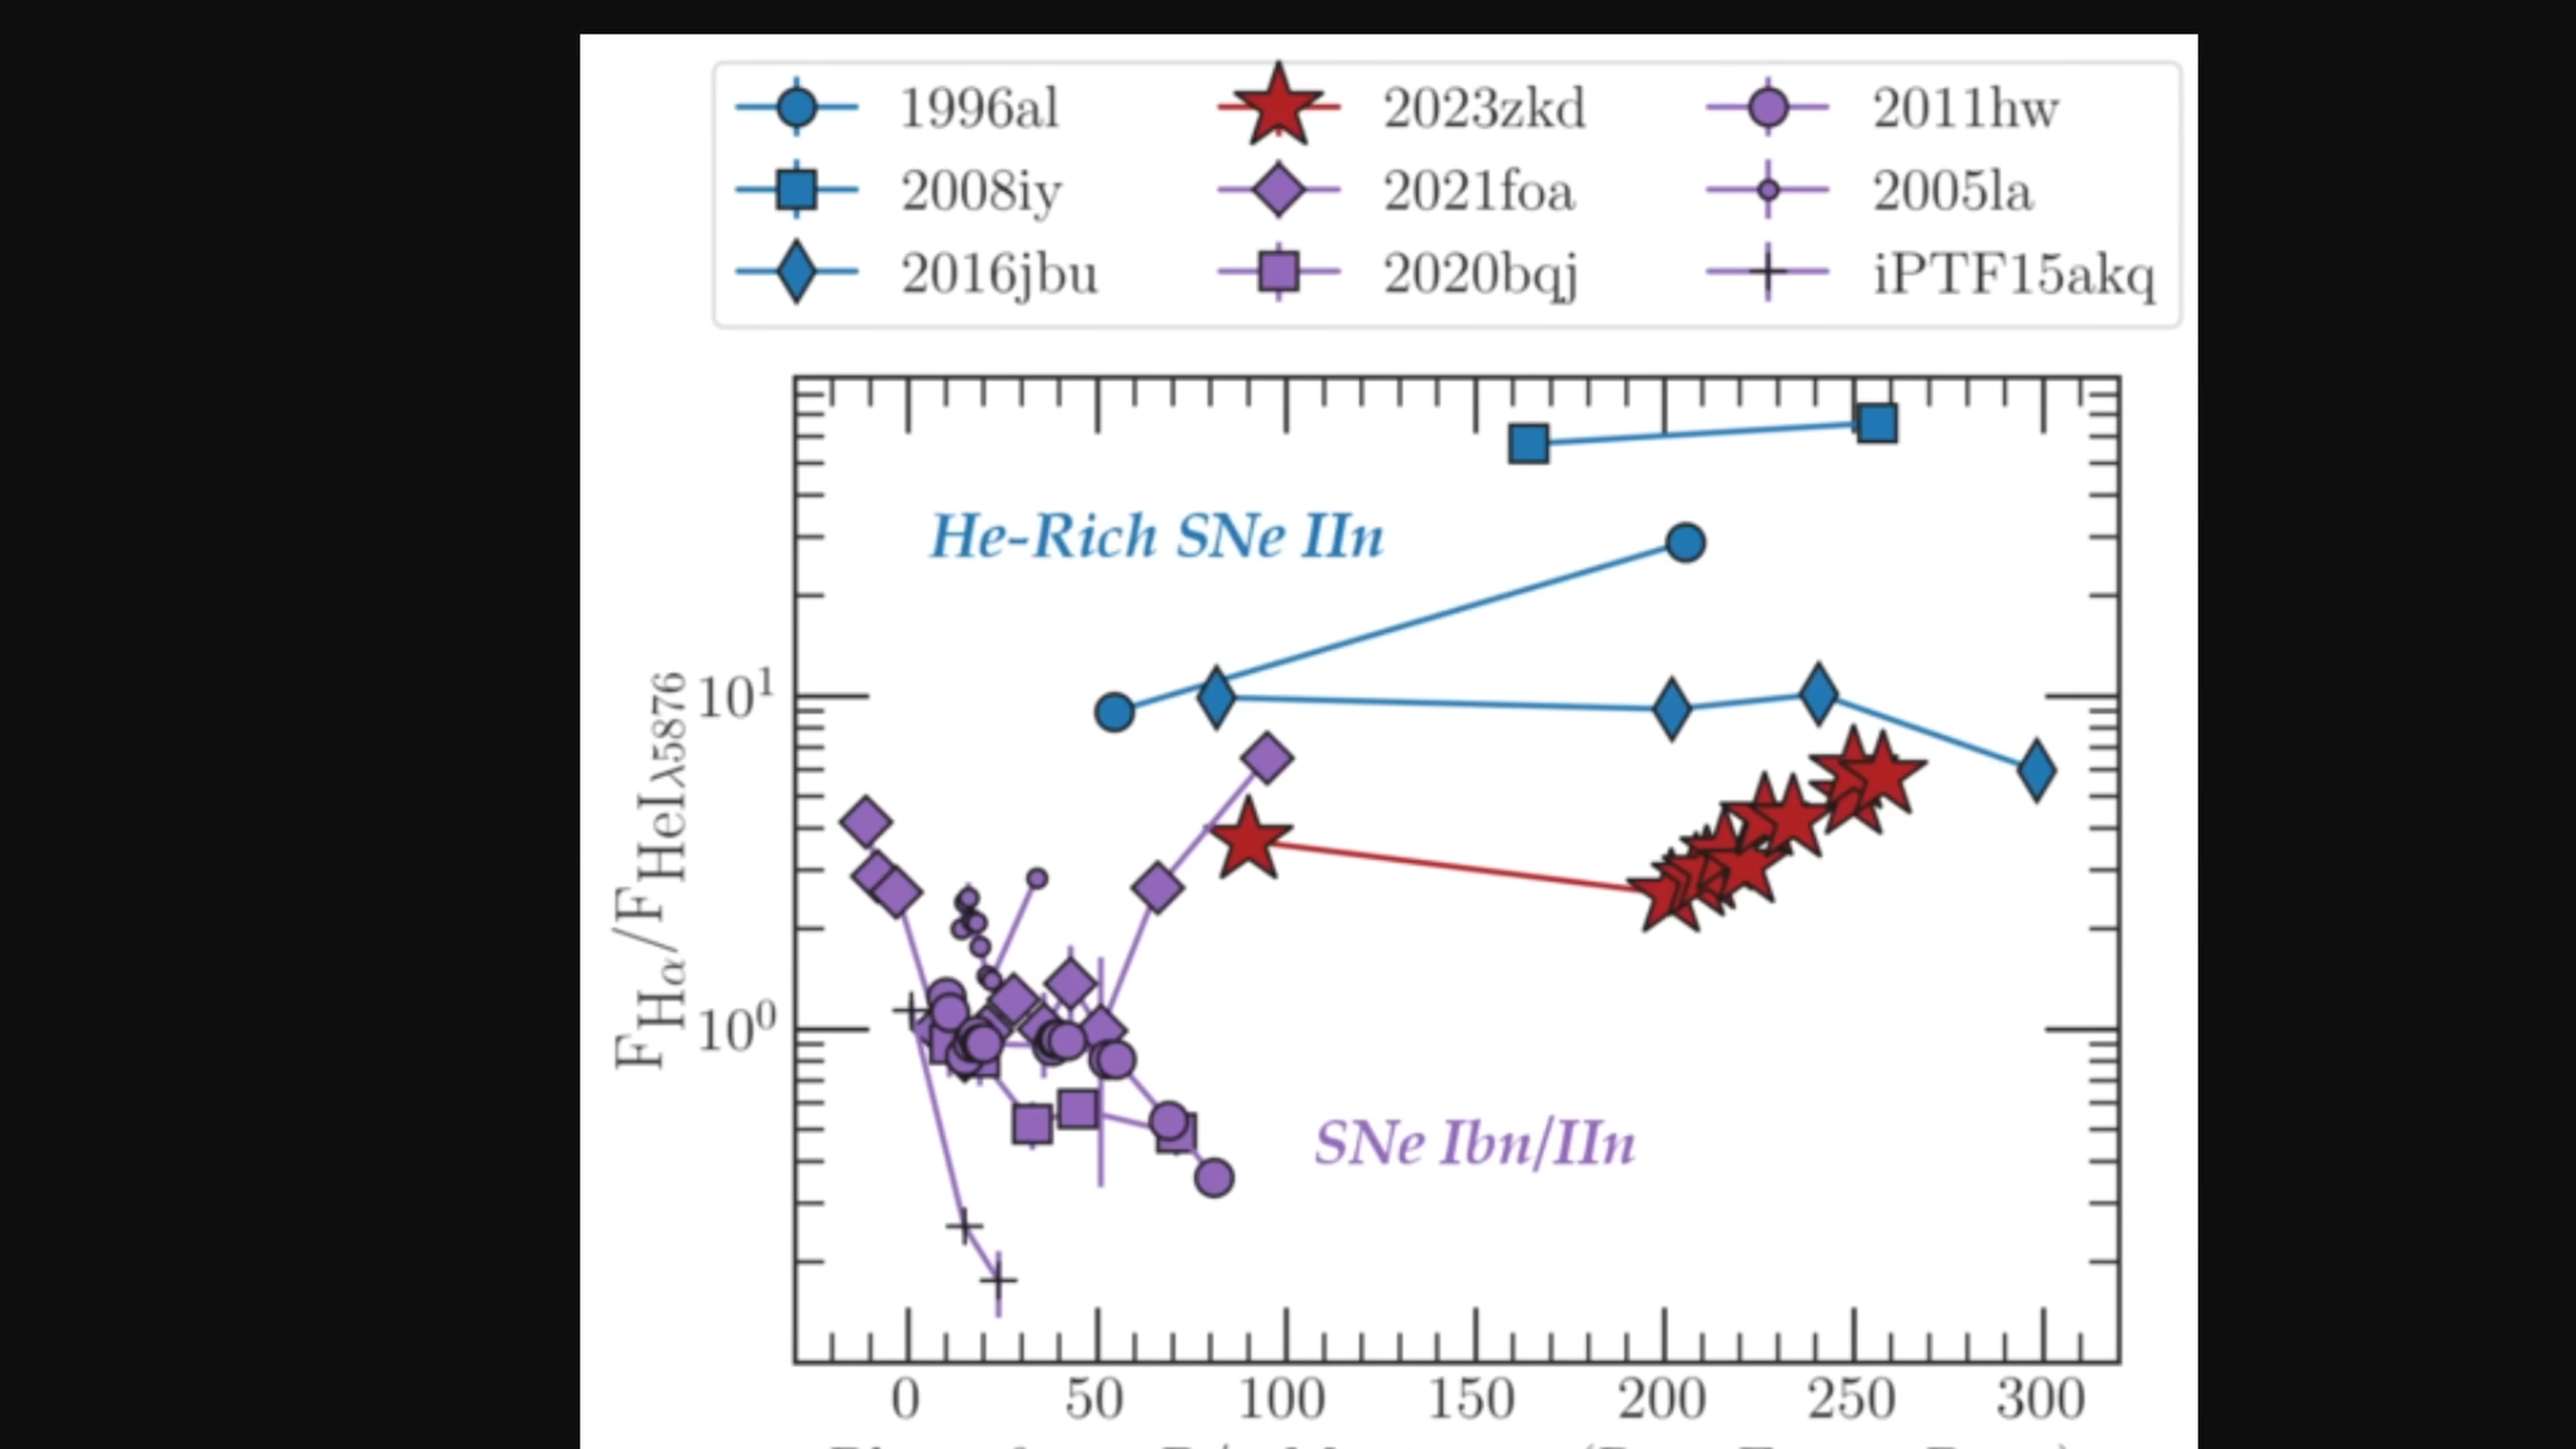 1996al 2023zkd 2011hw
2008iy 2021foa 2005la
2016jbu 2020bqj iPTF15akq
He-Rich SNe IIn
10¹
F_Hα/F_HeIλ5876
10⁰
SNe Ibn/IIn
0 50 100 150 200 250 300